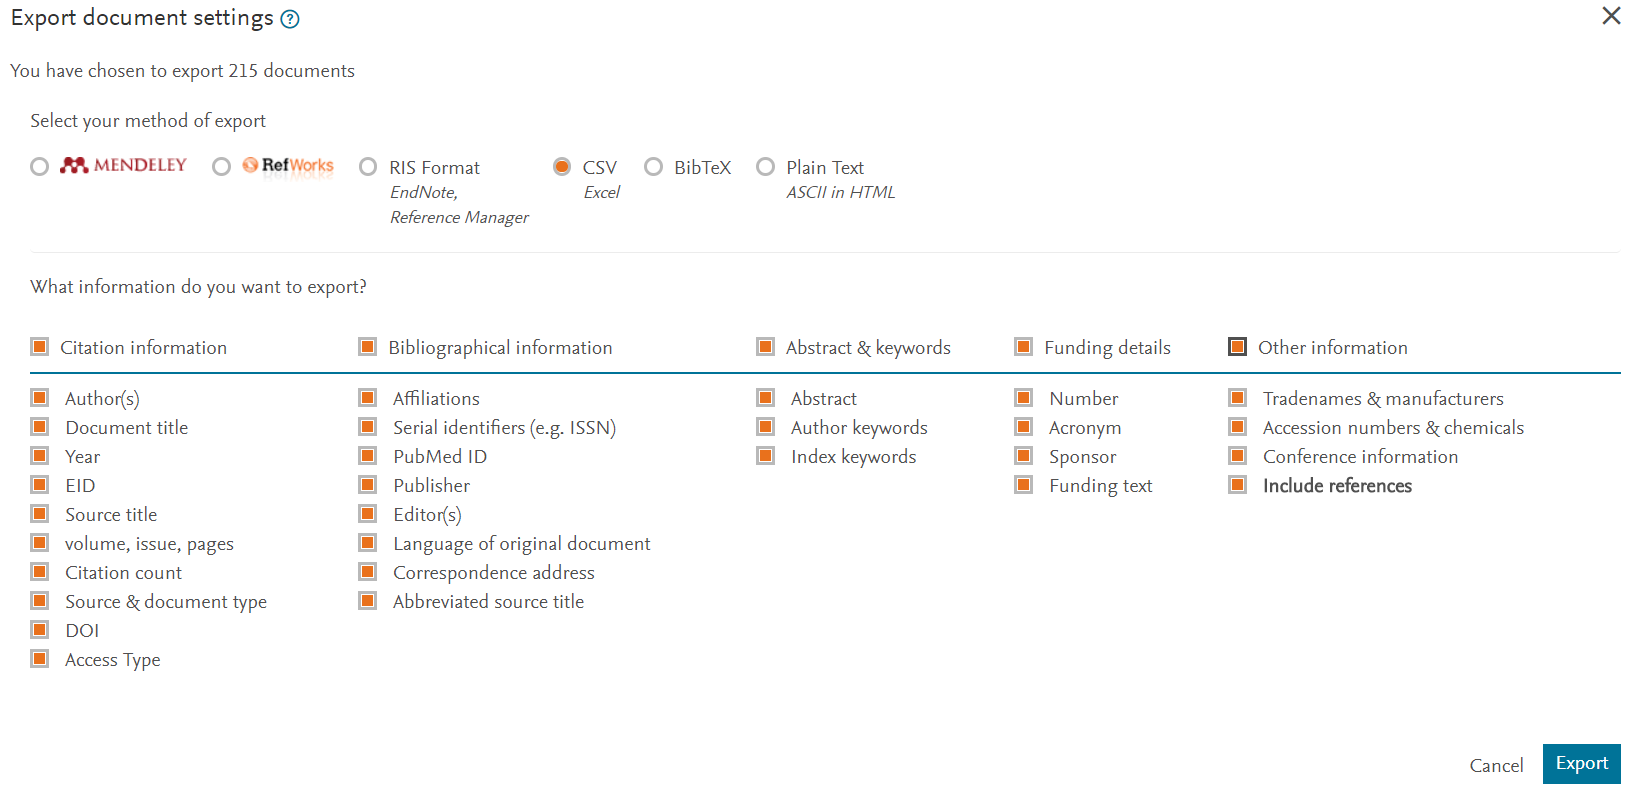 Export document settings ?
You have chosen to export 215 documents
Select your method of export
MENDELEY RefWorks RIS Format CSV BibTeX Plain Text
EndNote, Excel ASCII in HTML
Reference Manager
What information do you want to export?
Citation information Bibliographical information Abstract & keywords Funding details Other information
Author(s) Affiliations Abstract Number Tradenames & manufacturers
Document title Serial identifiers (e.g. ISSN) Author keywords Acronym Accession numbers & chemicals
Year PubMed ID Index keywords Sponsor Conference information
EID Publisher Funding text Include references
Source title Editor(s)
volume, issue, pages Language of original document
Citation count Correspondence address
Source & document type Abbreviated source title
DOI
Access Type
Cancel Export